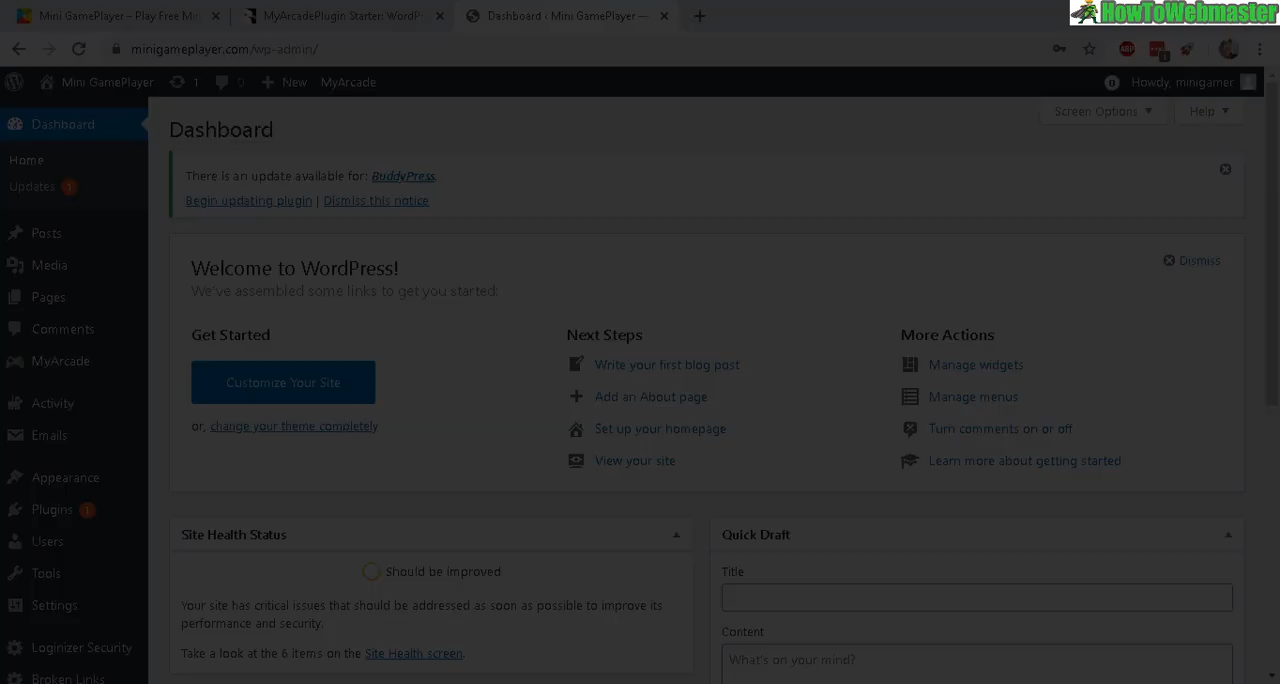 Mini GamePlayer – Play Free Mi
MyArcadePlugin Starter: WordP
Dashboard ‹ Mini GamePlayer —
HowToWebmaster
minigameplayer.com/wp-admin/
ABP
1
Mini GamePlayer
1
0
New
MyArcade
Howdy, minigamer
Dashboard
Home
Updates 1
Posts
Media
Pages
Comments
MyArcade
Activity
Emails
Appearance
Plugins 1
Users
Tools
Settings
Loginizer Security
Broken Links
Dashboard
Screen Options
Help
There is an update available for: BuddyPress.
Begin updating plugin | Dismiss this notice
Welcome to WordPress!
Dismiss
We've assembled some links to get you started:
Get Started
Customize Your Site
or, change your theme completely
Next Steps
Write your first blog post
Add an About page
Set up your homepage
View your site
More Actions
Manage widgets
Manage menus
Turn comments on or off
Learn more about getting started
Site Health Status
Should be improved
Your site has critical issues that should be addressed as soon as possible to improve its
performance and security.
Take a look at the 6 items on the Site Health screen.
Quick Draft
Title
Content
What's on your mind?